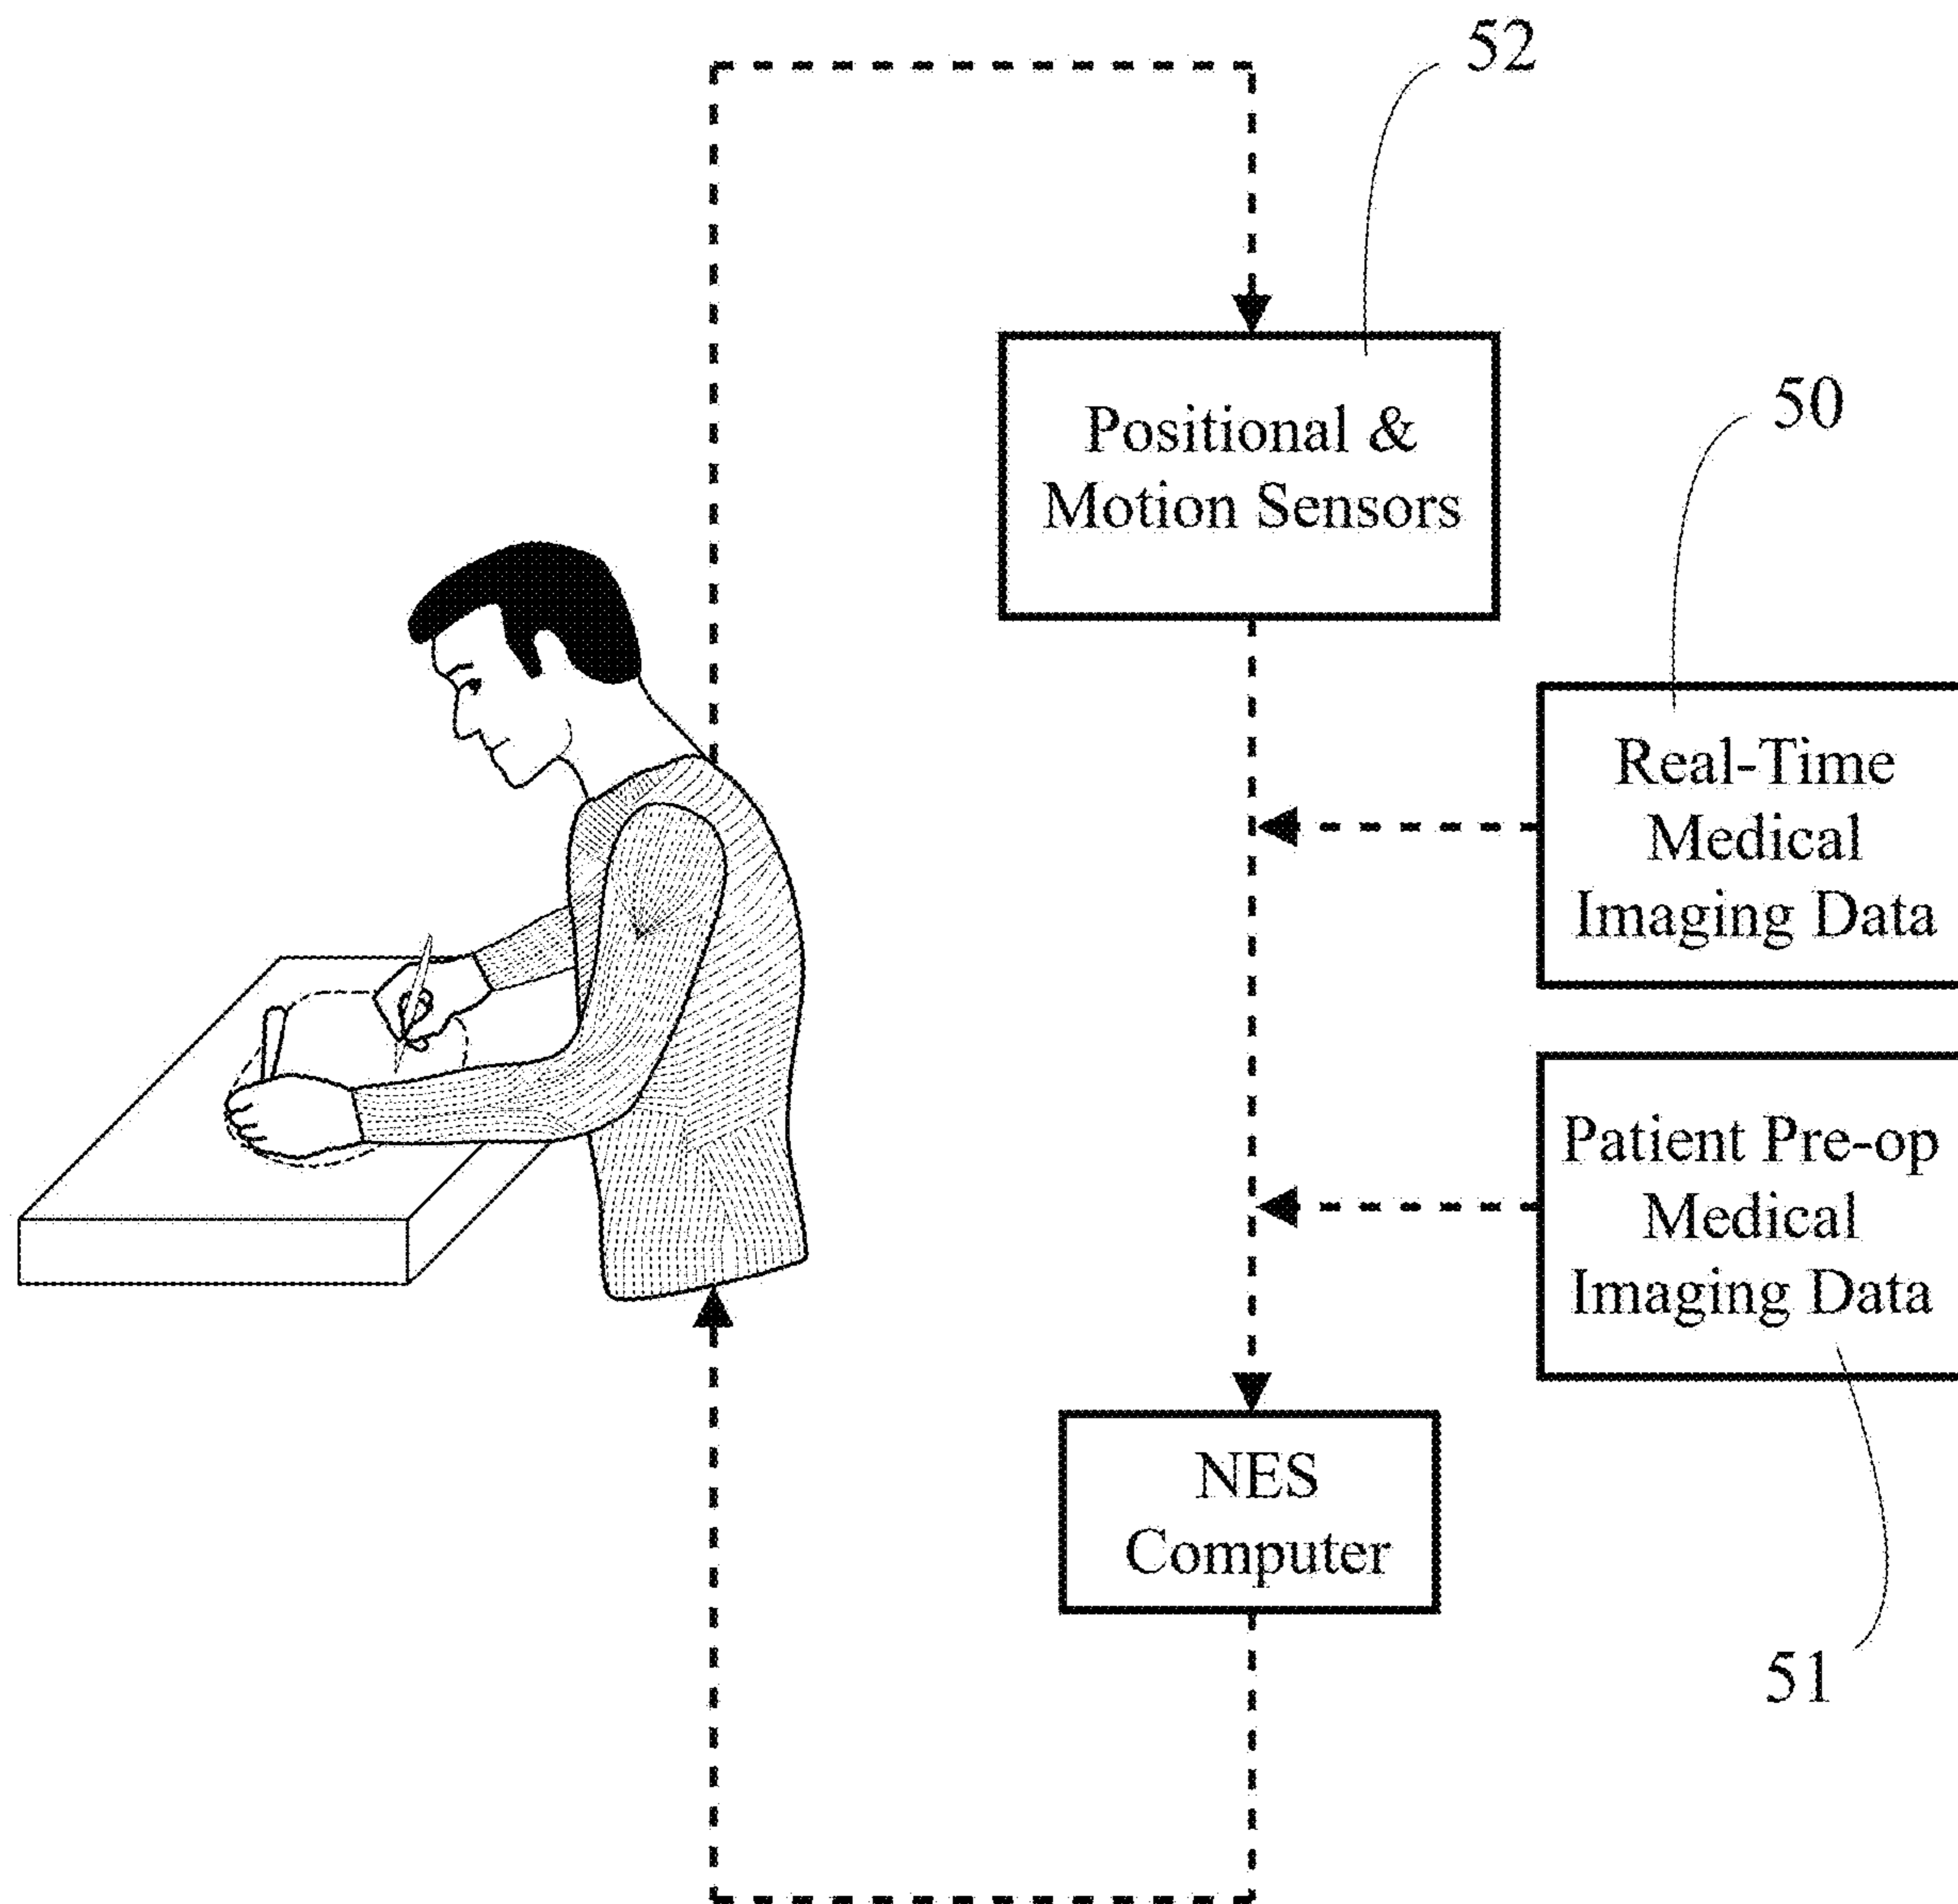 52
Positional &
Motion Sensors
50
Real-Time
Medical
Imaging Data
Patient Pre-op
Medical
Imaging Data
NES
Computer
51